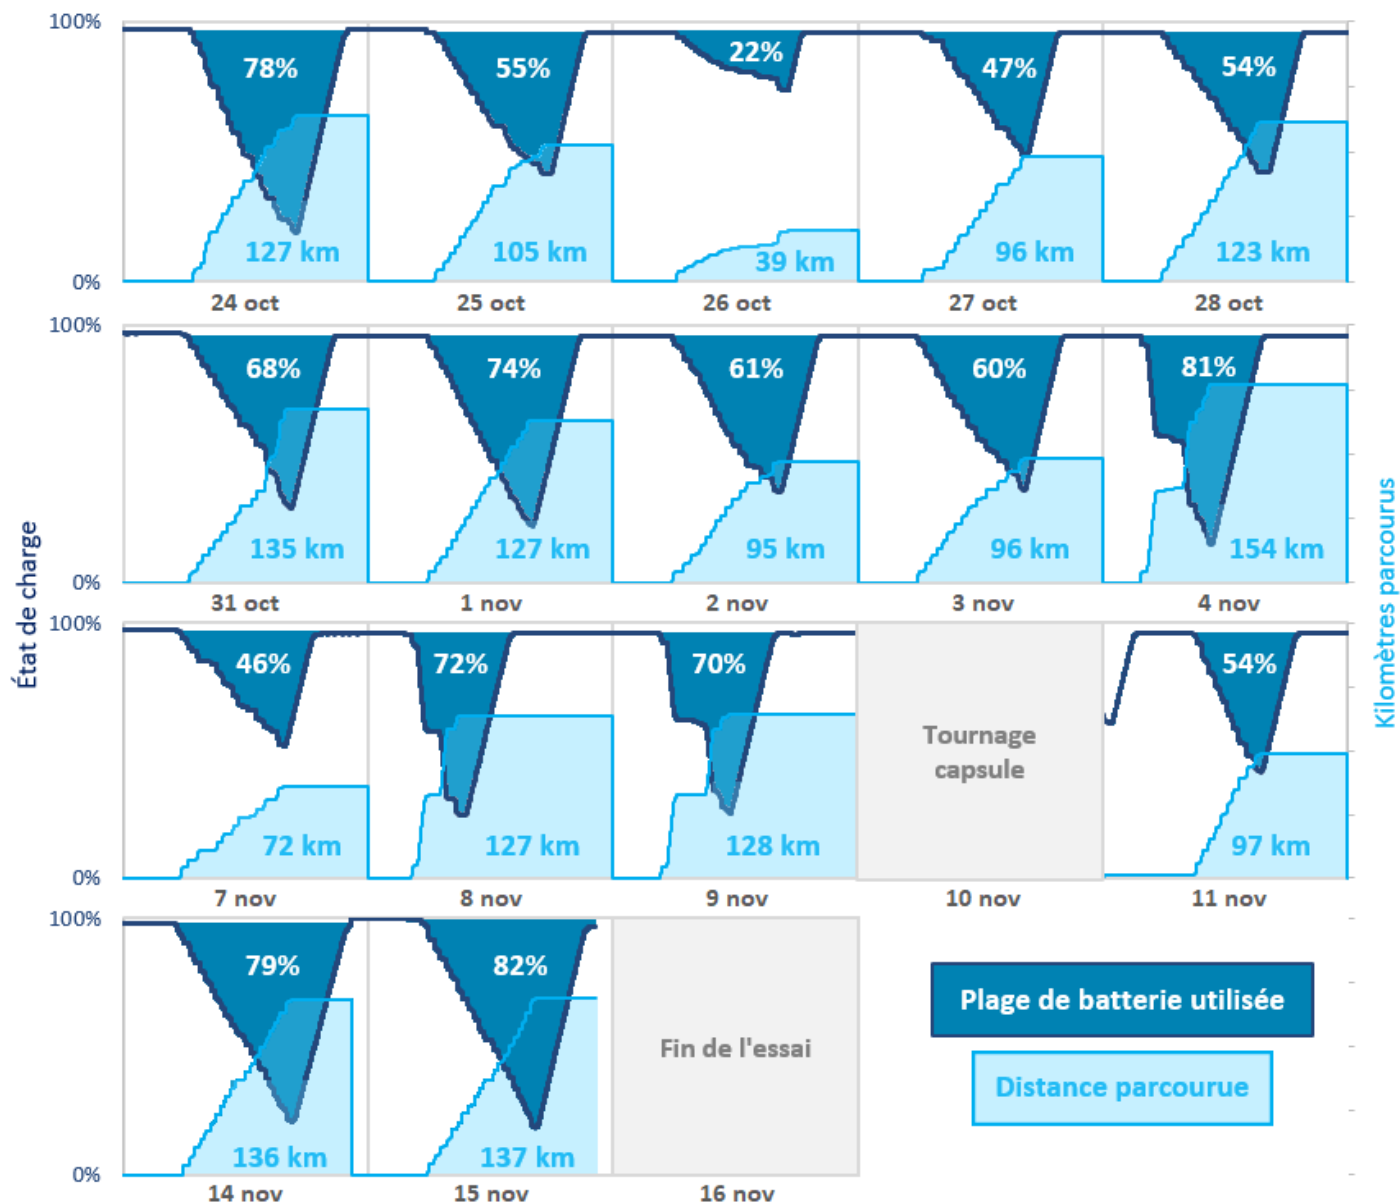 100%
78%
55%
22%
47%
54%
127 km
105 km
39 km
96 km
123 km
0%
24 oct
25 oct
26 oct
27 oct
28 oct
100%
68%
74%
61%
60%
81%
135 km
127 km
95 km
96 km
154 km
0%
31 oct
1 nov
2 nov
3 nov
4 nov
État de charge
Kilomètres parcourus
100%
46%
72%
70%
54%
Tournage
capsule
72 km
127 km
128 km
97 km
0%
7 nov
8 nov
9 nov
10 nov
11 nov
100%
79%
82%
Fin de l'essai
136 km
137 km
0%
14 nov
15 nov
16 nov
Plage de batterie utilisée
Distance parcourue